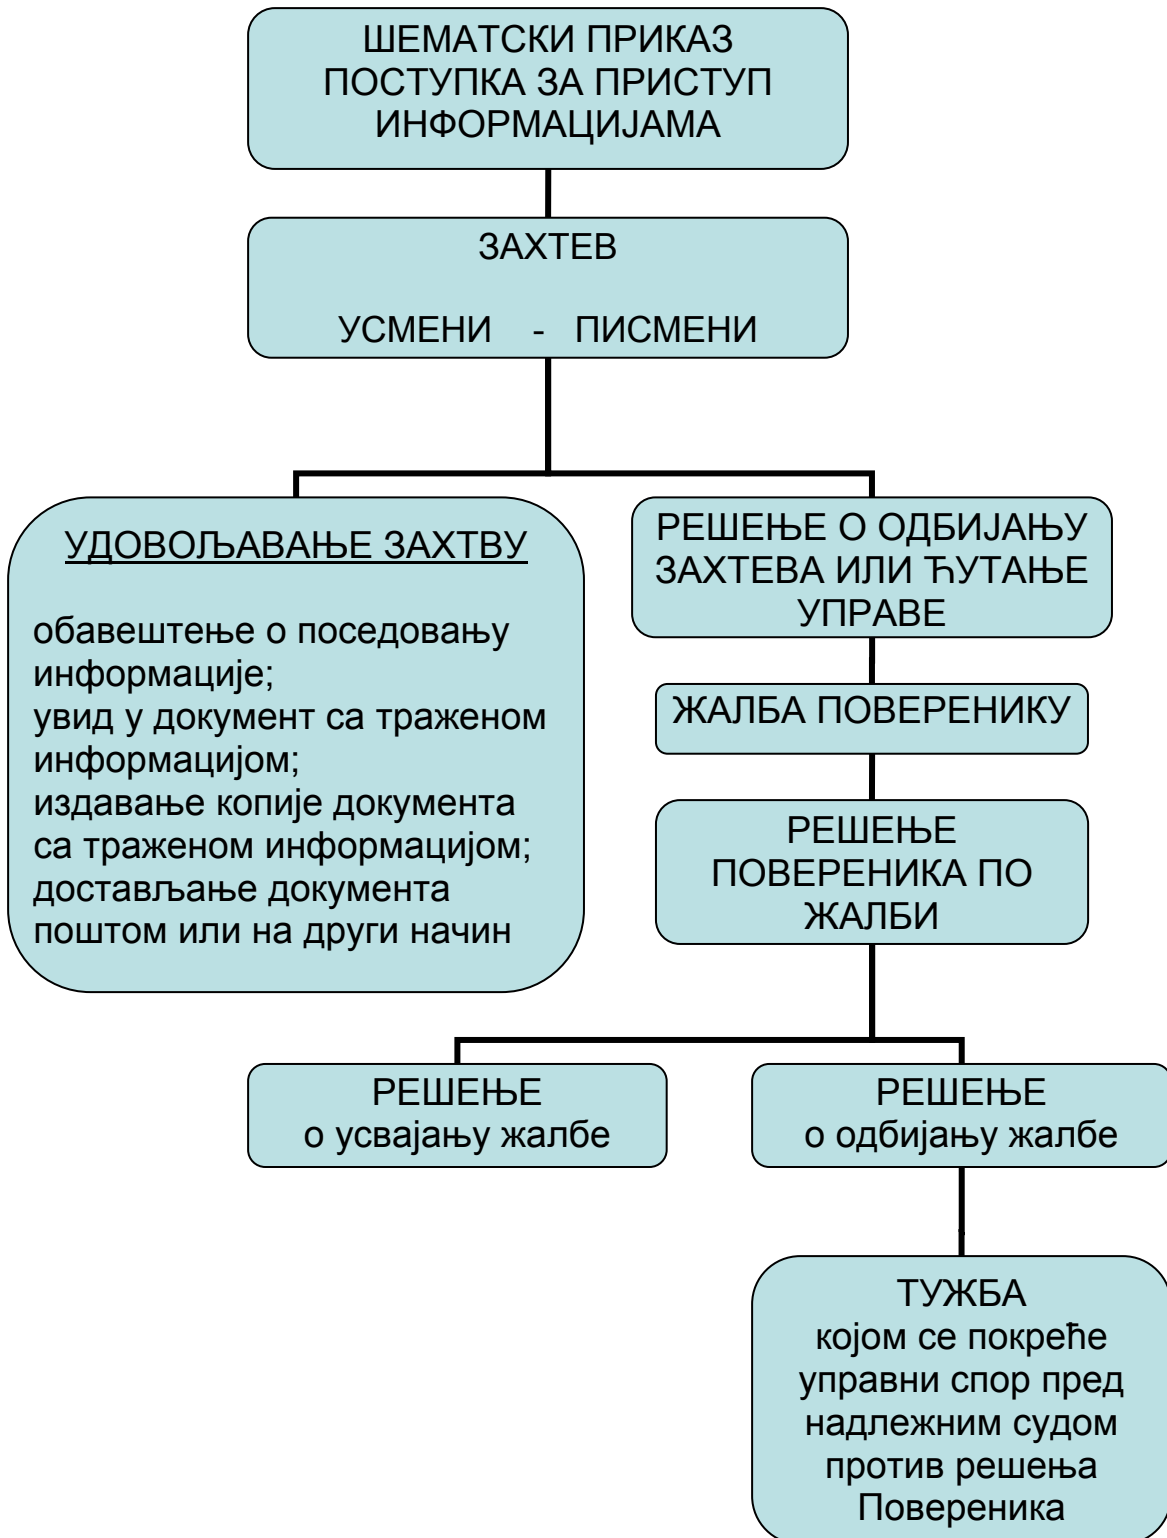 ШЕМАТСКИ ПРИКАЗ
ПОСТУПКА ЗА ПРИСТУП
ИНФОРМАЦИЈАМА
ЗАХТЕВ
УСМЕНИ - ПИСМЕНИ
УДОВОЉАВАЊЕ ЗАХТВУ
обавештење о поседовању
информације;
увид у документ са траженом
информацијом;
издавање копије документа
са траженом информацијом;
достављање документа
поштом или на други начин
РЕШЕЊЕ О ОДБИЈАЊУ
ЗАХТЕВА ИЛИ ЋУТАЊЕ
УПРАВЕ
ЖАЛБА ПОВЕРЕНИКУ
РЕШЕЊЕ
ПОВЕРЕНИКА ПО
ЖАЛБИ
РЕШЕЊЕ
о усвајању жалбе
РЕШЕЊЕ
о одбијању жалбе
ТУЖБА
којом се покреће
управни спор пред
надлежним судом
против решења
Повереника